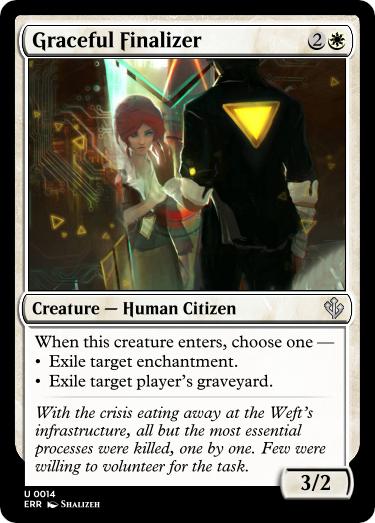 Graceful Finalizer 2
Creature — Human Citizen
When this creature enters, choose one —
• Exile target enchantment.
• Exile target player's graveyard.
With the crisis eating away at the Weft's
infrastructure, all but the most essential
processes were killed, one by one. Few were
willing to volunteer for the task.
3/2
U 0014
ERR Shalizeh